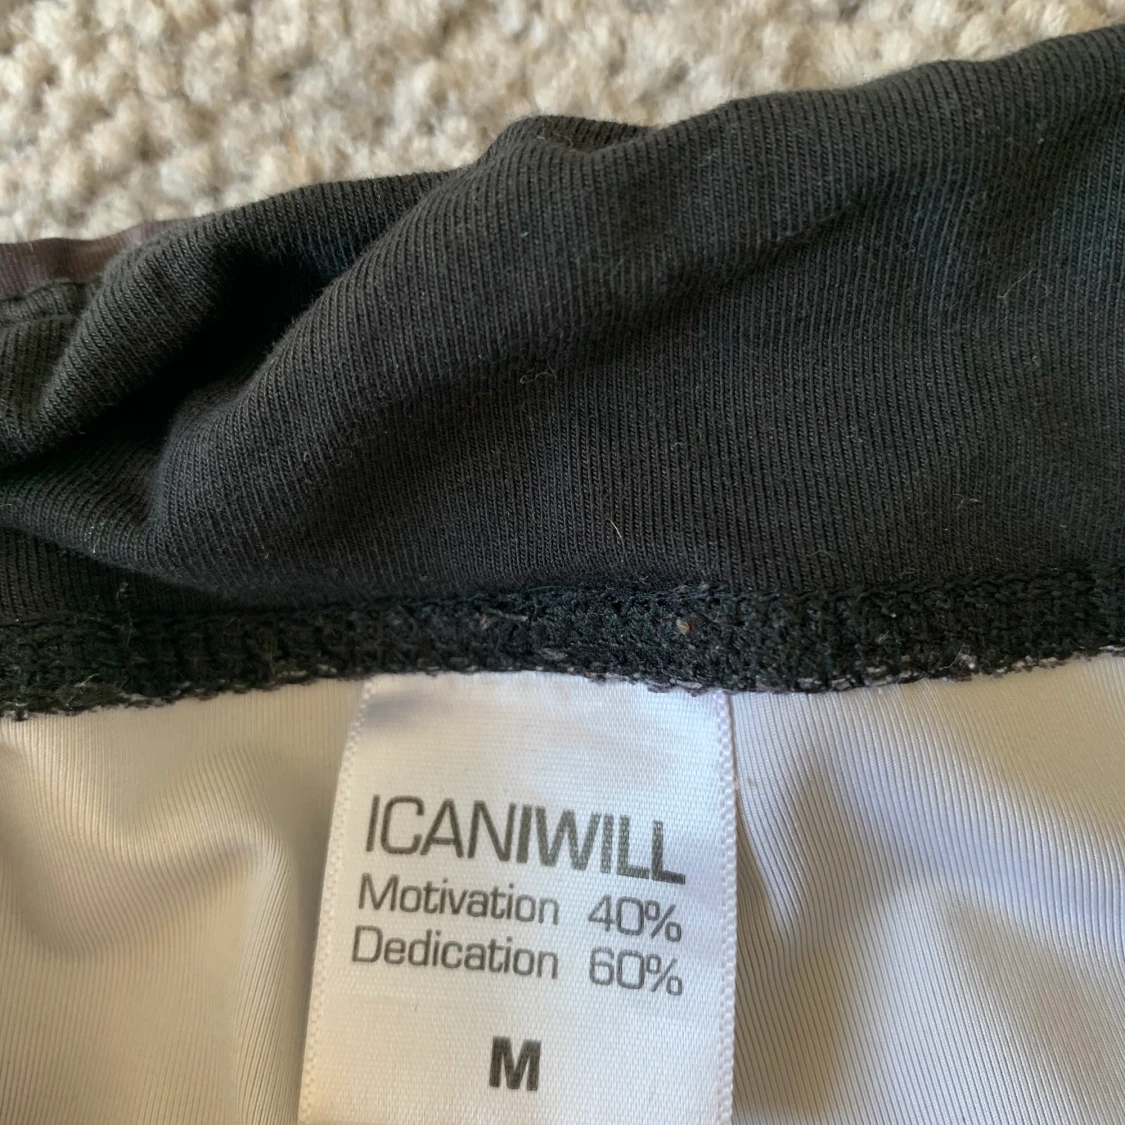 ICANIWILL
Motivation 40%
Dedication 60%
M